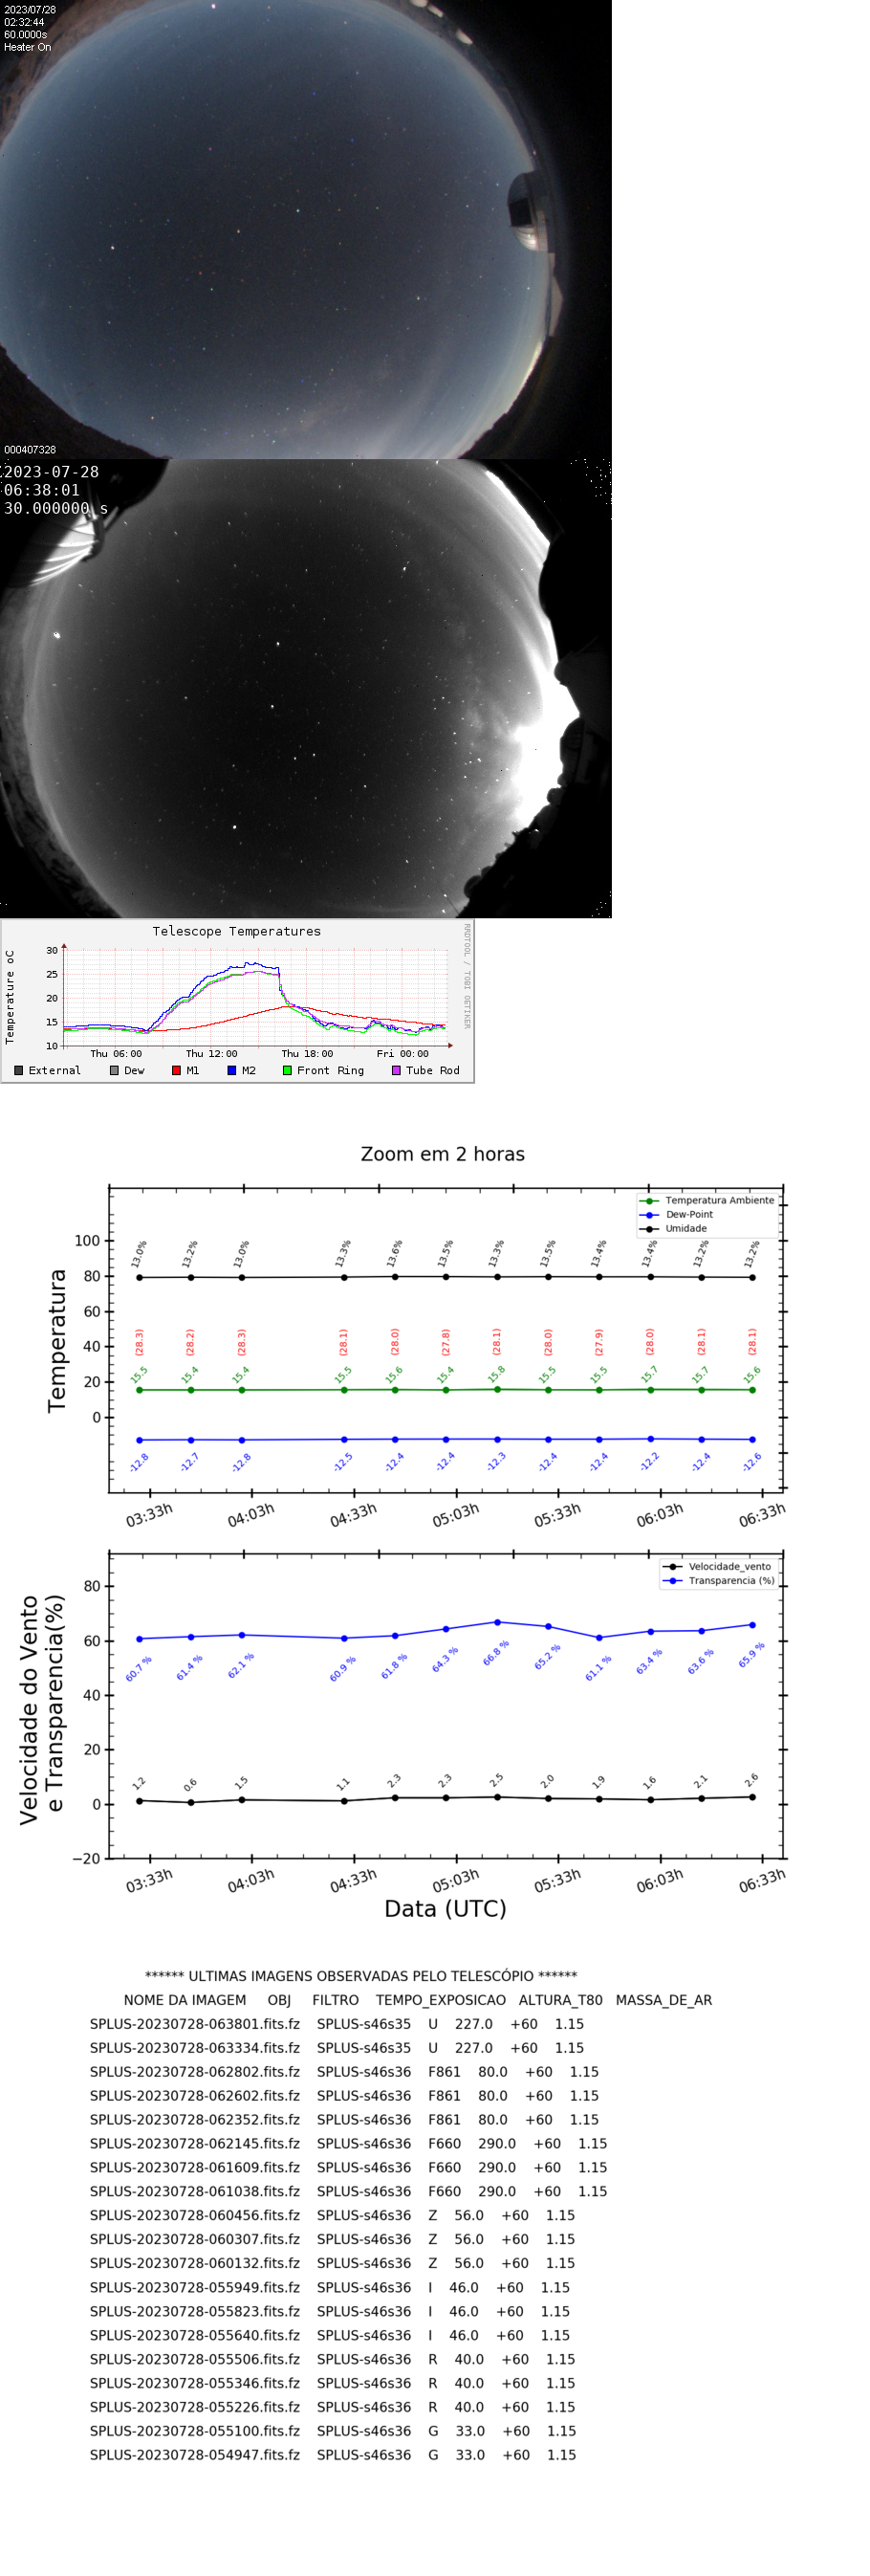 2023/07/28
02:32:44
60.0000s
Heater On
000407328
2023-07-28
06:38:01
30.000000 s
Telescope Temperatures
RRDTOOL / TOBI OETIKER
Temperature oC
30
25
20
15
10
Thu 06:00 Thu 12:00 Thu 18:00 Fri 00:00
External Dew M1 M2 Front Ring Tube Rod
Zoom em 2 horas
Temperatura Ambiente
Dew-Point
Umidade
Temperatura
100
80
60
40
20
0
13.0% 13.2% 13.0% 13.3% 13.6% 13.5% 13.3% 13.5% 13.4% 13.4% 13.2% 13.2%
(28.3) (28.2) (28.3) (28.1) (28.0) (27.8) (28.1) (28.0) (27.9) (28.0) (28.1) (28.1)
15.5 15.4 15.4 15.5 15.6 15.4 15.8 15.5 15.5 15.7 15.7 15.6
-12.8 -12.7 -12.8 -12.5 -12.4 -12.4 -12.3 -12.4 -12.4 -12.2 -12.4 -12.6
03:33h 04:03h 04:33h 05:03h 05:33h 06:03h 06:33h
Velocidade_vento
Transparencia (%)
Velocidade do Vento
e Transparencia(%)
80
60
40
20
0
−20
60.7 % 61.4 % 62.1 % 60.9 % 61.8 % 64.3 % 66.8 % 65.2 % 61.1 % 63.4 % 63.6 % 65.9 %
1.2 0.6 1.5 1.1 2.3 2.3 2.5 2.0 1.9 1.6 2.1 2.6
03:33h 04:03h 04:33h 05:03h 05:33h 06:03h 06:33h
Data (UTC)
****** ULTIMAS IMAGENS OBSERVADAS PELO TELESCÓPIO ******
NOME DA IMAGEM OBJ FILTRO TEMPO_EXPOSICAO ALTURA_T80 MASSA_DE_AR
SPLUS-20230728-063801.fits.fz SPLUS-s46s35 U 227.0 +60 1.15
SPLUS-20230728-063334.fits.fz SPLUS-s46s35 U 227.0 +60 1.15
SPLUS-20230728-062802.fits.fz SPLUS-s46s36 F861 80.0 +60 1.15
SPLUS-20230728-062602.fits.fz SPLUS-s46s36 F861 80.0 +60 1.15
SPLUS-20230728-062352.fits.fz SPLUS-s46s36 F861 80.0 +60 1.15
SPLUS-20230728-062145.fits.fz SPLUS-s46s36 F660 290.0 +60 1.15
SPLUS-20230728-061609.fits.fz SPLUS-s46s36 F660 290.0 +60 1.15
SPLUS-20230728-061038.fits.fz SPLUS-s46s36 F660 290.0 +60 1.15
SPLUS-20230728-060456.fits.fz SPLUS-s46s36 Z 56.0 +60 1.15
SPLUS-20230728-060307.fits.fz SPLUS-s46s36 Z 56.0 +60 1.15
SPLUS-20230728-060132.fits.fz SPLUS-s46s36 Z 56.0 +60 1.15
SPLUS-20230728-055949.fits.fz SPLUS-s46s36 I 46.0 +60 1.15
SPLUS-20230728-055823.fits.fz SPLUS-s46s36 I 46.0 +60 1.15
SPLUS-20230728-055640.fits.fz SPLUS-s46s36 I 46.0 +60 1.15
SPLUS-20230728-055506.fits.fz SPLUS-s46s36 R 40.0 +60 1.15
SPLUS-20230728-055346.fits.fz SPLUS-s46s36 R 40.0 +60 1.15
SPLUS-20230728-055226.fits.fz SPLUS-s46s36 R 40.0 +60 1.15
SPLUS-20230728-055100.fits.fz SPLUS-s46s36 G 33.0 +60 1.15
SPLUS-20230728-054947.fits.fz SPLUS-s46s36 G 33.0 +60 1.15